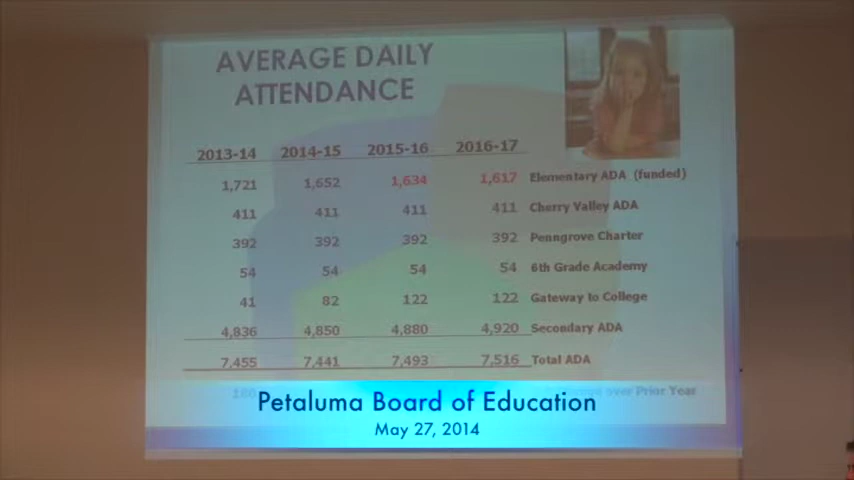 AVERAGE DAILY
ATTENDANCE
2013-14 2014-15 2015-16 2016-17
1,721 1,652 1,634 1,617 Elementary ADA (funded)
411 411 411 411 Cherry Valley ADA
392 392 392 392 Penngrove Charter
54 54 54 54 6th Grade Academy
41 82 122 122 Gateway to College
4,836 4,850 4,880 4,920 Secondary ADA
7,455 7,441 7,493 7,516 Total ADA
over Prior Year
Petaluma Board of Education
May 27, 2014